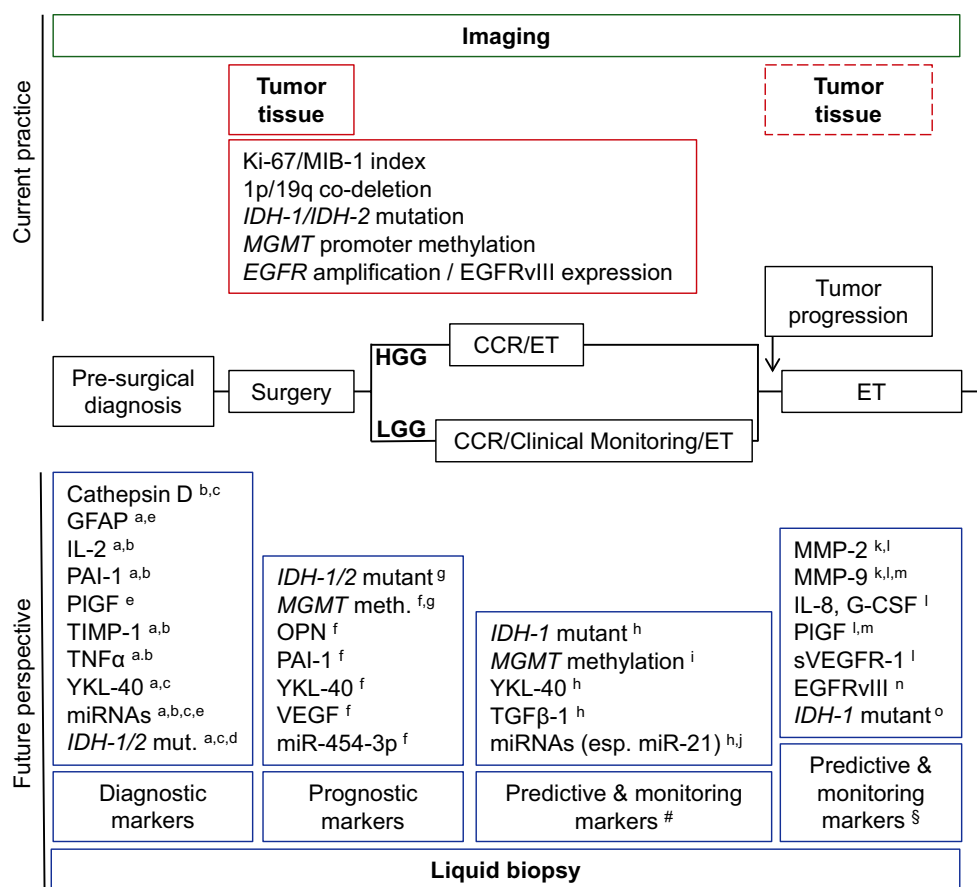 Imaging
Current practice
Tumor
tissue
Tumor
tissue
Ki-67/MIB-1 index
1p/19q co-deletion
IDH-1/IDH-2 mutation
MGMT promoter methylation
EGFR amplification / EGFRvIII expression
Tumor
progression
HGG
CCR/ET
Pre-surgical
diagnosis
Surgery
ET
LGG
CCR/Clinical Monitoring/ET
Future perspective
Cathepsin D b,c
GFAP a,e
IL-2 a,b
PAI-1 a,b
PlGF e
TIMP-1 a,b
TNFα a.b
YKL-40 a,c
miRNAs a,b,c,e
IDH-1/2 mut. a,c,d
Diagnostic
markers
IDH-1/2 mutant g
MGMT meth. f,g
OPN f
PAI-1 f
YKL-40 f
VEGF f
miR-454-3p f
Prognostic
markers
IDH-1 mutant h
MGMT methylation i
YKL-40 h
TGFβ-1 h
miRNAs (esp. miR-21) h,j
Predictive & monitoring
markers #
MMP-2 k,l
MMP-9 k,l,m
IL-8, G-CSF l
PlGF l,m
sVEGFR-1 l
EGFRvIII n
IDH-1 mutant o
Predictive &
monitoring
markers §
Liquid biopsy